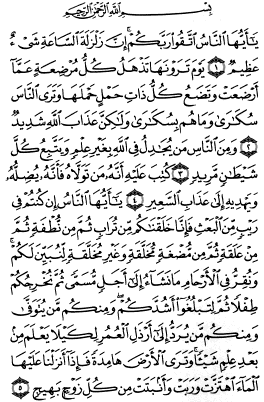 بِسْمِ ٱللَّهِ ٱلرَّحْمَٰنِ ٱلرَّحِيمِ
يَٰٓأَيُّهَا ٱلنَّاسُ ٱتَّقُوا۟ رَبَّكُمْ ۚ إِنَّ زَلْزَلَةَ ٱلسَّاعَةِ شَىْءٌ
عَظِيمٌ ١ يَوْمَ تَرَوْنَهَا تَذْهَلُ كُلُّ مُرْضِعَةٍ عَمَّآ
أَرْضَعَتْ وَتَضَعُ كُلُّ ذَاتِ حَمْلٍ حَمْلَهَا وَتَرَى ٱلنَّاسَ
سُكَٰرَىٰ وَمَا هُم بِسُكَٰرَىٰ وَلَٰكِنَّ عَذَابَ ٱللَّهِ شَدِيدٌ
٢ وَمِنَ ٱلنَّاسِ مَن يُجَٰدِلُ فِى ٱللَّهِ بِغَيْرِ عِلْمٍ وَيَتَّبِعُ كُلَّ
شَيْطَٰنٍ مَّرِيدٍ ٣ كُتِبَ عَلَيْهِ أَنَّهُۥ مَن تَوَلَّاهُ فَأَنَّهُۥ يُضِلُّهُۥ
وَيَهْدِيهِ إِلَىٰ عَذَابِ ٱلسَّعِيرِ ٤ يَٰٓأَيُّهَا ٱلنَّاسُ إِن كُنتُمْ فِى
رَيْبٍ مِّنَ ٱلْبَعْثِ فَإِنَّا خَلَقْنَٰكُم مِّن تُرَابٍ ثُمَّ مِن نُّطْفَةٍ ثُمَّ
مِنْ عَلَقَةٍ ثُمَّ مِن مُّضْغَةٍ مُّخَلَّقَةٍ وَغَيْرِ مُخَلَّقَةٍ لِّنُبَيِّنَ لَكُمْ ۚ
وَنُقِرُّ فِى ٱلْأَرْحَامِ مَا نَشَآءُ إِلَىٰٓ أَجَلٍ مُّسَمًّى ثُمَّ نُخْرِجُكُمْ
طِفْلًا ثُمَّ لِتَبْلُغُوٓا۟ أَشُدَّكُمْ ۖ وَمِنكُم مَّن يُتَوَفَّىٰ
وَمِنكُم مَّن يُرَدُّ إِلَىٰٓ أَرْذَلِ ٱلْعُمُرِ لِكَيْلَا يَعْلَمَ مِنۢ
بَعْدِ عِلْمٍ شَيْـًٔا ۚ وَتَرَى ٱلْأَرْضَ هَامِدَةً فَإِذَآ أَنزَلْنَا عَلَيْهَا
ٱلْمَآءَ ٱهْتَزَّتْ وَرَبَتْ وَأَنۢبَتَتْ مِن كُلِّ زَوْجٍۭ بَهِيجٍ ٥